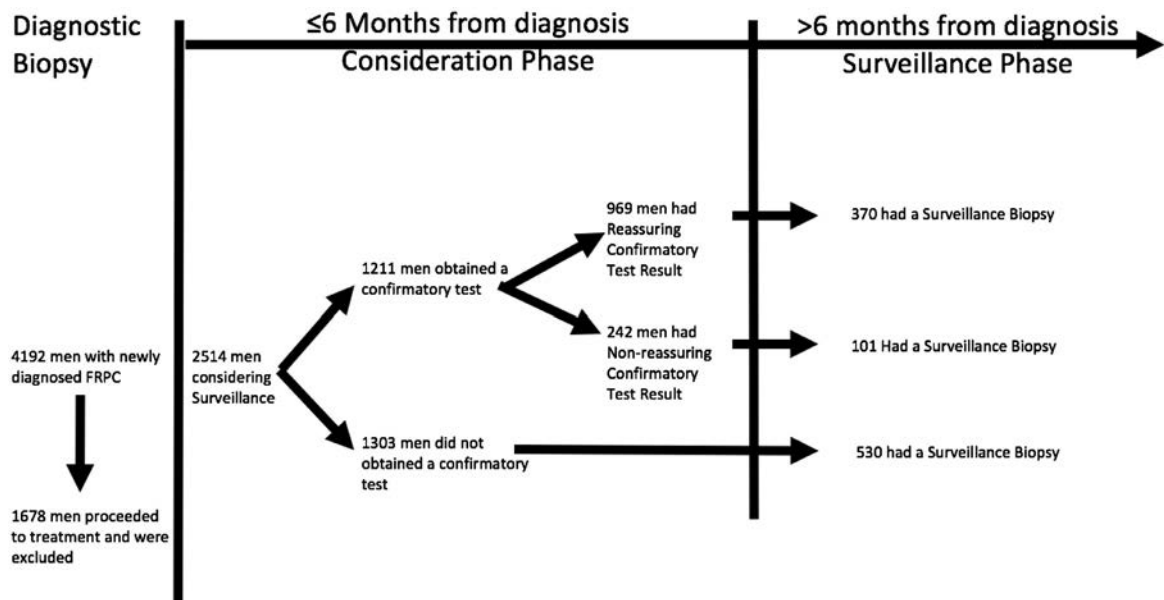 Diagnostic
Biopsy
≤6 Months from diagnosis
Consideration Phase
>6 months from diagnosis
Surveillance Phase
4192 men with newly
diagnosed FRPC
1678 men proceeded
to treatment and were
excluded
2514 men
considering
Surveillance
1211 men obtained a
confirmatory test
1303 men did not
obtained a confirmatory
test
969 men had
Reassuring
Confirmatory
Test Result
242 men had
Non-reassuring
Confirmatory
Test Result
370 had a Surveillance Biopsy
101 Had a Surveillance Biopsy
530 had a Surveillance Biopsy